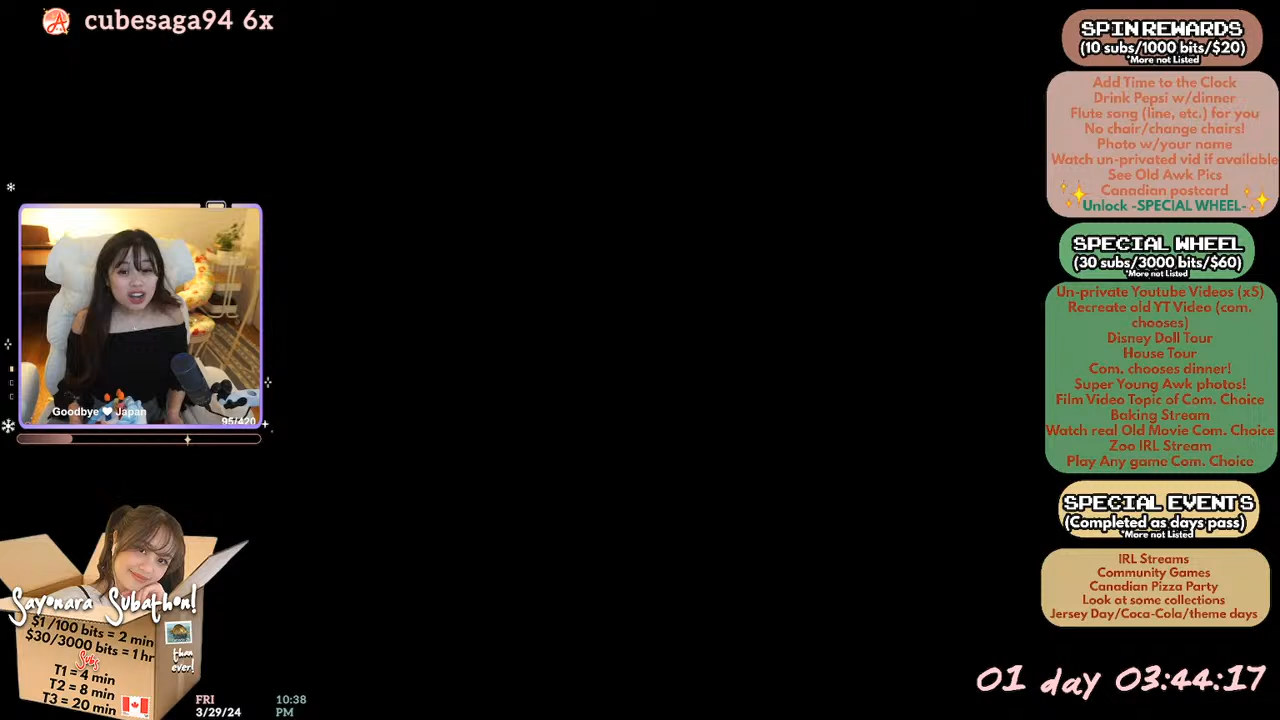 cubesaga94 6x
SPIN REWARDS
(10 subs/1000 bits/$20)
*More not Listed
Add Time to the Clock
Drink Pepsi w/dinner
Flute song (line, etc.) for you
No chair/change chairs!
Photo w/your name
Watch un-privated vid if available
See Old Awk Pics
Canadian postcard
Unlock -SPECIAL WHEEL-
SPECIAL WHEEL
(30 subs/3000 bits/$60)
*More not Listed
Un-private Youtube Videos (x5)
Recreate old YT Video (com.
chooses)
Disney Doll Tour
House Tour
Com. chooses dinner!
Super Young Awk photos!
Film Video Topic of Com. Choice
Baking Stream
Watch real Old Movie Com. Choice
Zoo IRL Stream
Play Any game Com. Choice
SPECIAL EVENTS
(Completed as days pass)
*More not Listed
IRL Streams
Community Games
Canadian Pizza Party
Look at some collections
Jersey Day/Coca-Cola/theme days
01 day 03:44:17
Goodbye 🤍 Japan
95/420
Sayonara Subathon!
$1/100 bits = 2 min
$30/3000 bits = 1 hr
Subs
T1 = 4 min
T2 = 8 min
T3 = 20 min
than
ever!
FRI
3/29/24
10:38
PM